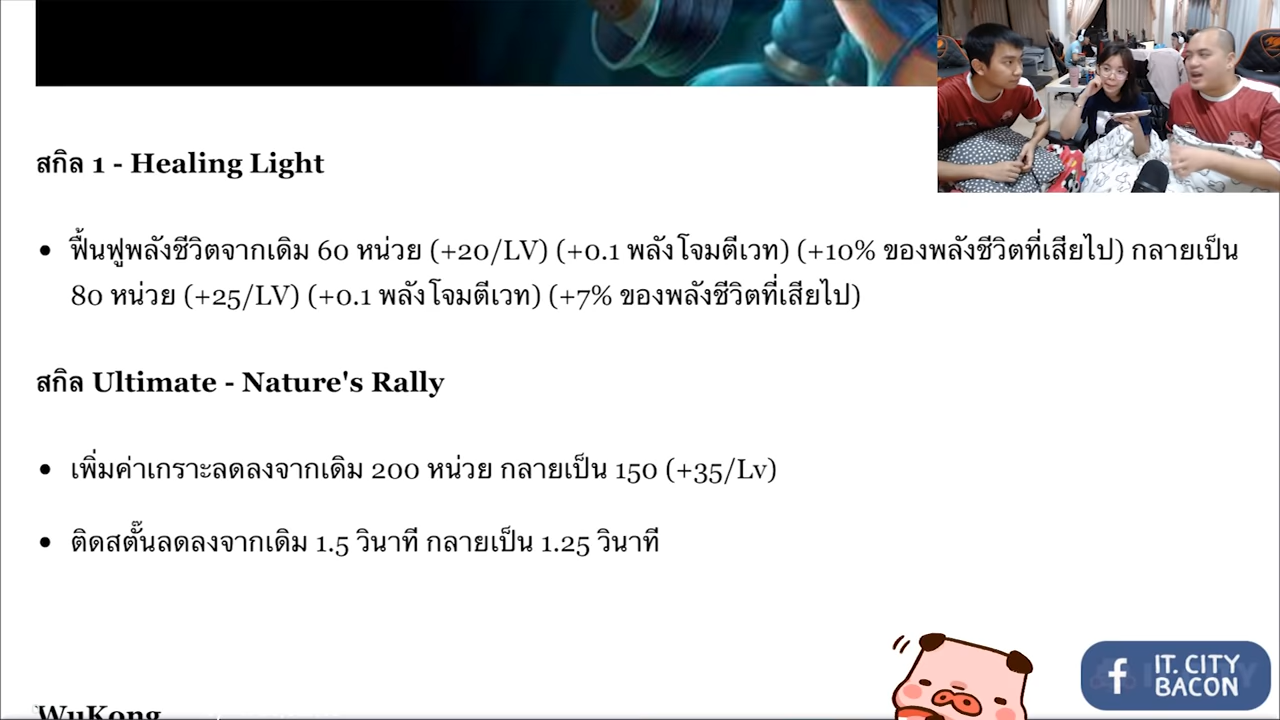 สกิล 1 - Healing Light
• ฟื้นฟูพลังชีวิตจากเดิม 60 หน่วย (+20/LV) (+0.1 พลังโจมตีเวท) (+10% ของพลังชีวิตที่เสียไป) กลายเป็น
80 หน่วย (+25/LV) (+0.1 พลังโจมตีเวท) (+7% ของพลังชีวิตที่เสียไป)
สกิล Ultimate - Nature's Rally
• เพิ่มค่าเกราะลดลงจากเดิม 200 หน่วย กลายเป็น 150 (+35/Lv)
• ติดสตั๊นลดลงจากเดิม 1.5 วินาที กลายเป็น 1.25 วินาที
WuKong
f IT. CITY
BACON